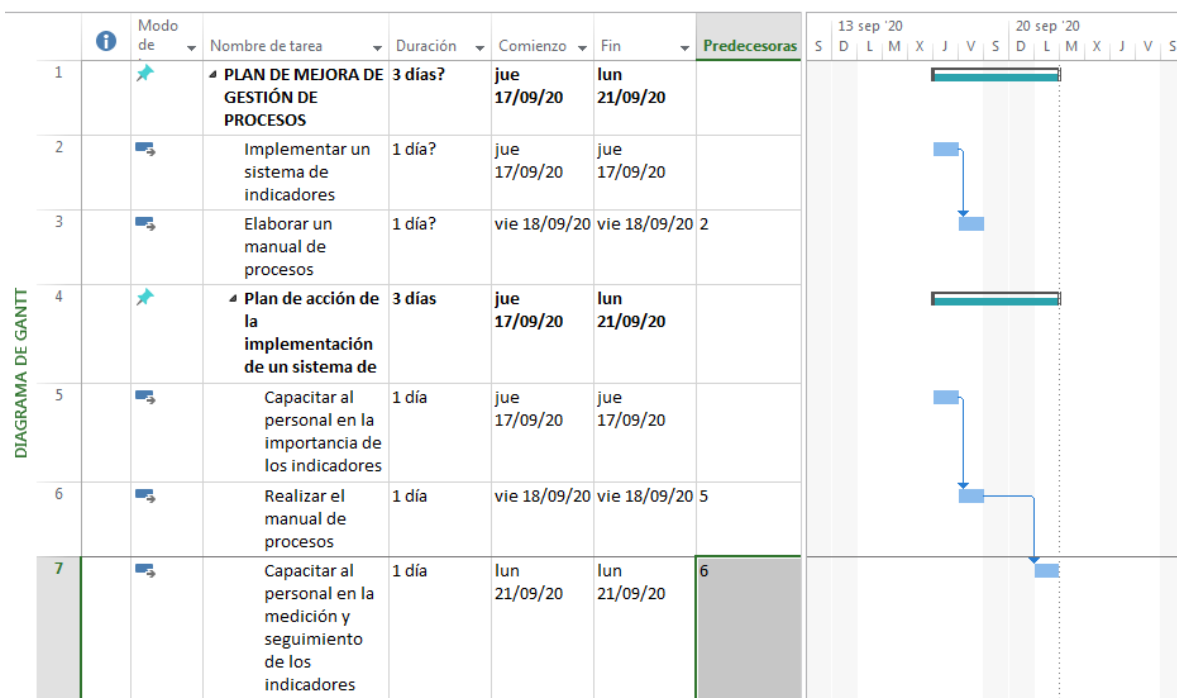 Modo
de
Nombre de tarea
Duración
Comienzo
Fin
Predecesoras
13 sep '20
20 sep '20
S D L M X J V S D L M X J V S
DIAGRAMA DE GANTT
1
PLAN DE MEJORA DE
GESTIÓN DE
PROCESOS
3 días?
jue
17/09/20
lun
21/09/20
2
Implementar un
sistema de
indicadores
1 día?
jue
17/09/20
jue
17/09/20
3
Elaborar un
manual de
procesos
1 día?
vie 18/09/20
vie 18/09/20
2
4
Plan de acción de
la
implementación
de un sistema de
3 días
jue
17/09/20
lun
21/09/20
5
Capacitar al
personal en la
importancia de
los indicadores
1 día
jue
17/09/20
jue
17/09/20
6
Realizar el
manual de
procesos
1 día
vie 18/09/20
vie 18/09/20
5
7
Capacitar al
personal en la
medición y
seguimiento
de los
indicadores
1 día
lun
21/09/20
lun
21/09/20
6